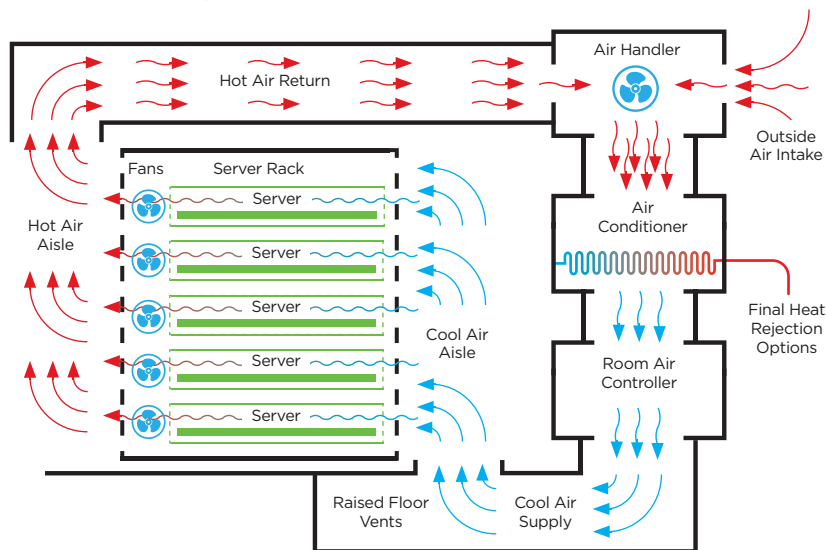 Air Handler
Hot Air Return
Outside
Air Intake
Fans
Server Rack
Server
Server
Server
Server
Server
Hot Air
Aisle
Cool Air
Aisle
Air
Conditioner
Final Heat
Rejection
Options
Room Air
Controller
Raised Floor
Vents
Cool Air
Supply